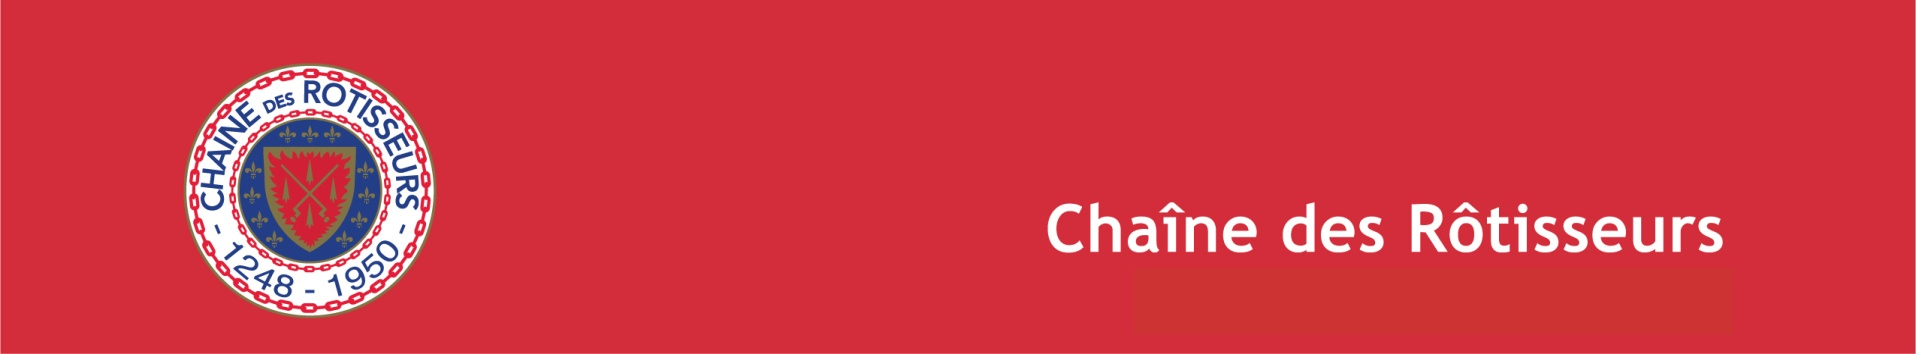 CHAINE DES ROTISSEURS
- 1248 - 1950 -
Chaîne des Rôtisseurs